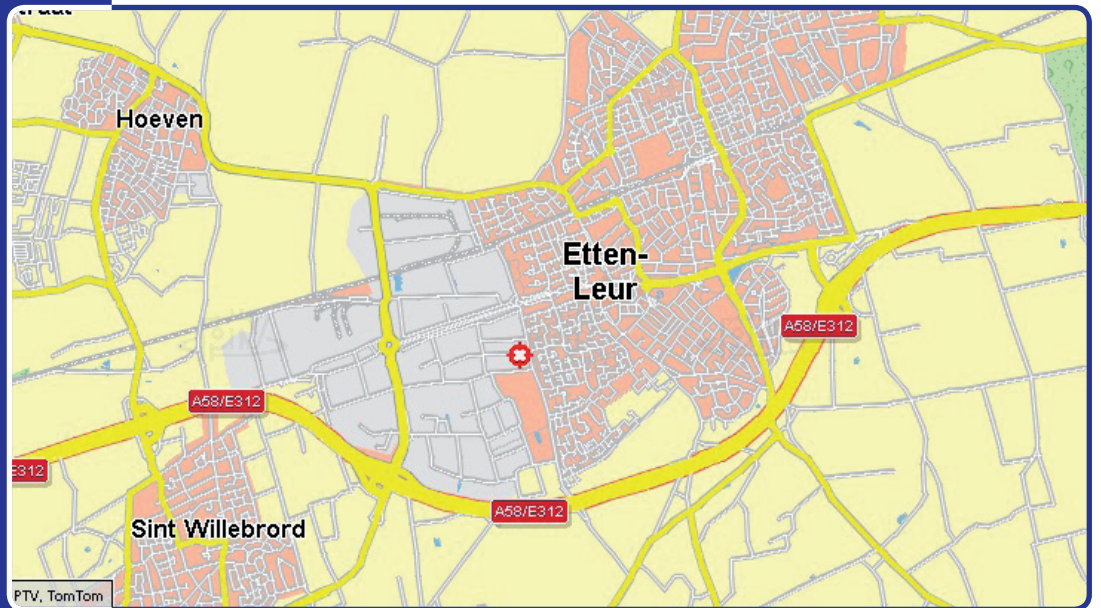 Hoeven
Etten-
Leur
A58/E312
A58/E312
E312
A58/E312
Sint Willebrord
PTV, TomTom